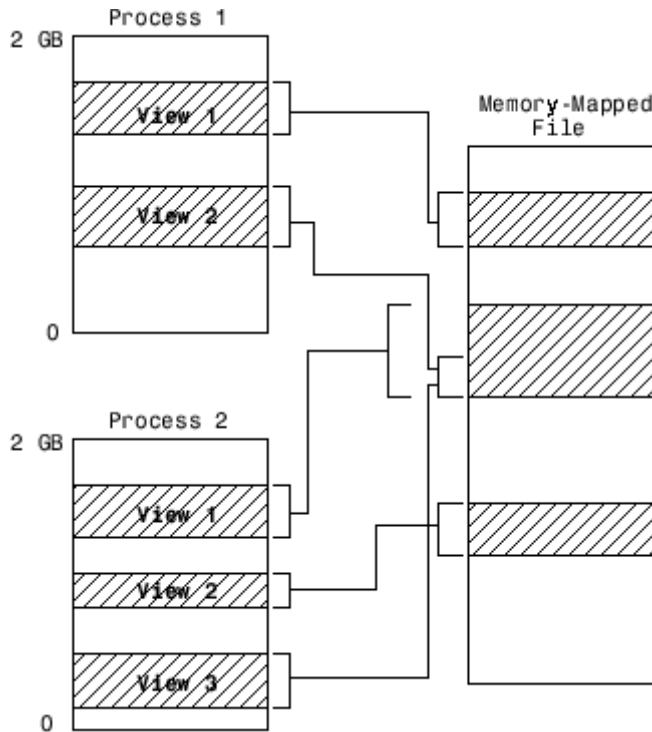 Process 1
2 GB
View 1
View 2
0
Memory-Mapped
File
Process 2
2 GB
View 1
View 2
View 3
0